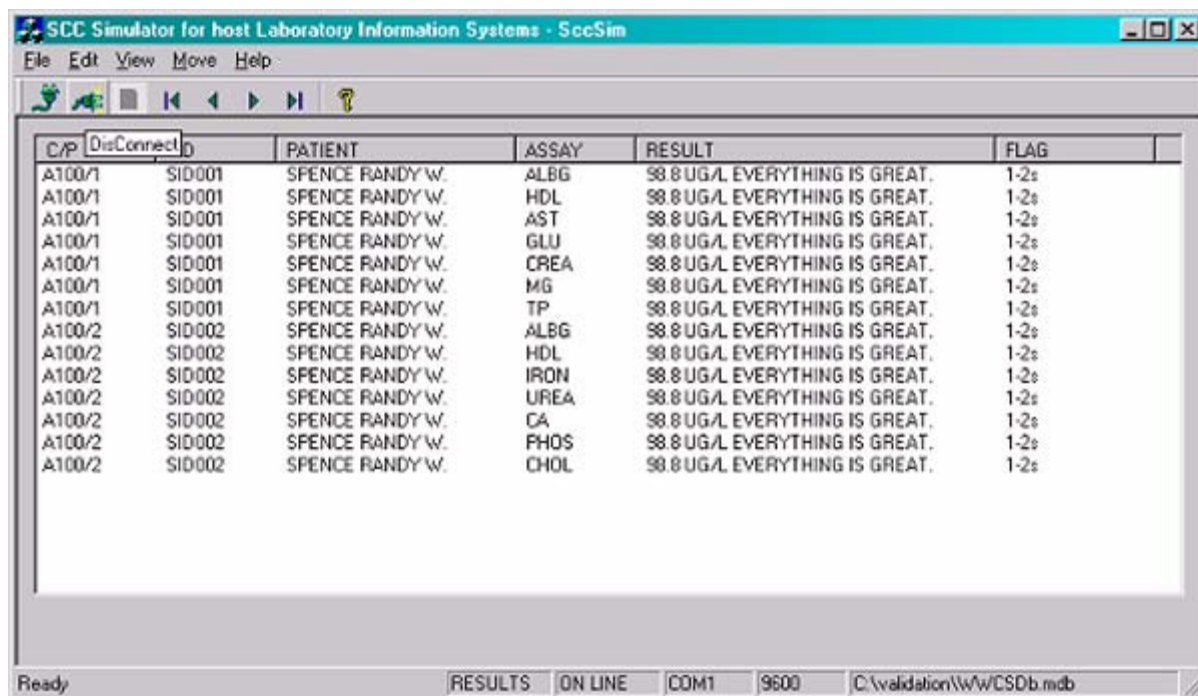 SCC Simulator for host Laboratory Information Systems - SccSim
File Edit View Move Help
DisConnect
C/P D PATIENT ASSAY RESULT FLAG
A100/1 SID001 SPENCE RANDY W. ALBG 98.8 UG/L EVERYTHING IS GREAT. 1-2s
A100/1 SID001 SPENCE RANDY W. HDL 98.8 UG/L EVERYTHING IS GREAT. 1-2s
A100/1 SID001 SPENCE RANDY W. AST 98.8 UG/L EVERYTHING IS GREAT. 1-2s
A100/1 SID001 SPENCE RANDY W. GLU 98.8 UG/L EVERYTHING IS GREAT. 1-2s
A100/1 SID001 SPENCE RANDY W. CREA 98.8 UG/L EVERYTHING IS GREAT. 1-2s
A100/1 SID001 SPENCE RANDY W. MG 98.8 UG/L EVERYTHING IS GREAT. 1-2s
A100/1 SID001 SPENCE RANDY W. TP 98.8 UG/L EVERYTHING IS GREAT. 1-2s
A100/2 SID002 SPENCE RANDY W. ALBG 98.8 UG/L EVERYTHING IS GREAT. 1-2s
A100/2 SID002 SPENCE RANDY W. HDL 98.8 UG/L EVERYTHING IS GREAT. 1-2s
A100/2 SID002 SPENCE RANDY W. IRON 98.8 UG/L EVERYTHING IS GREAT. 1-2s
A100/2 SID002 SPENCE RANDY W. UREA 98.8 UG/L EVERYTHING IS GREAT. 1-2s
A100/2 SID002 SPENCE RANDY W. CA 98.8 UG/L EVERYTHING IS GREAT. 1-2s
A100/2 SID002 SPENCE RANDY W. PHOS 98.8 UG/L EVERYTHING IS GREAT. 1-2s
A100/2 SID002 SPENCE RANDY W. CHOL 98.8 UG/L EVERYTHING IS GREAT. 1-2s
Ready RESULTS ON LINE COM1 9600 C:\validation\WWCSDb.mdb